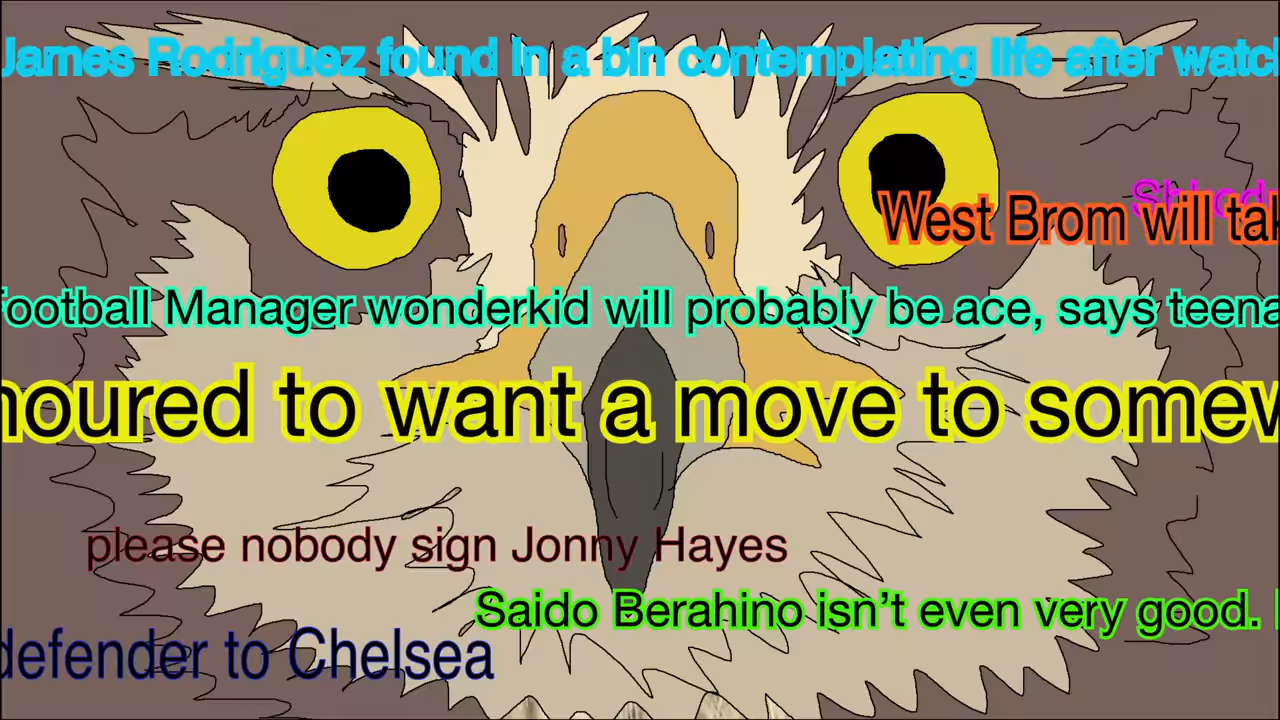 James Rodriguez found in a bin contemplating life after watc
West Brom will tak
football Manager wonderkid will probably be ace, says teena
noured to want a move to somew
please nobody sign Jonny Hayes
Saido Berahino isn’t even very good.
defender to Chelsea